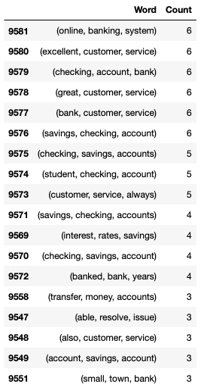 Word Count
9581 (online, banking, system) 6
9580 (excellent, customer, service) 6
9579 (checking, account, bank) 6
9578 (great, customer, service) 6
9577 (bank, customer, service) 6
9576 (savings, checking, account) 6
9575 (checking, savings, accounts) 5
9574 (student, checking, account) 5
9573 (customer, service, always) 5
9571 (savings, checking, accounts) 4
9569 (interest, rates, savings) 4
9570 (checking, savings, account) 4
9572 (banked, bank, years) 4
9558 (transfer, money, accounts) 3
9547 (able, resolve, issue) 3
9548 (also, customer, service) 3
9549 (account, savings, account) 3
9551 (small, town, bank) 3